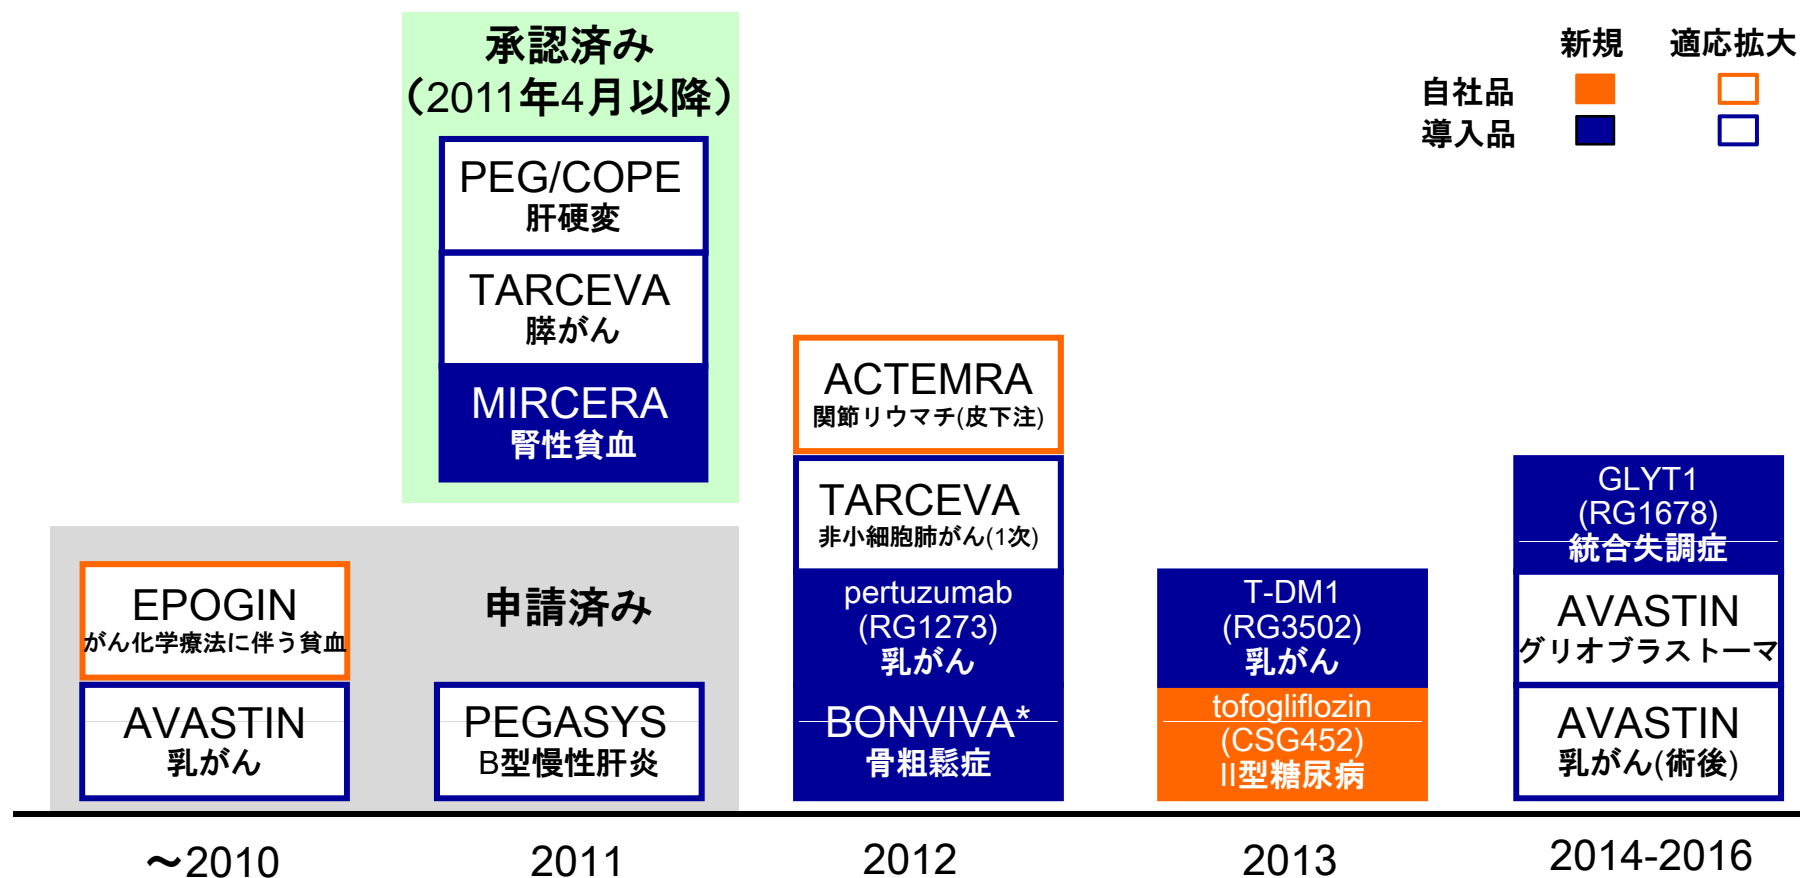 承認済み
（2011年4月以降）
新規 適応拡大
自社品
導入品
PEG/COPE
肝硬変
TARCEVA
膵がん
MIRCERA
腎性貧血
申請済み
EPOGIN
がん化学療法に伴う貧血
AVASTIN
乳がん
PEGASYS
B型慢性肝炎
ACTEMRA
関節リウマチ(皮下注)
TARCEVA
非小細胞肺がん(1次)
pertuzumab
(RG1273)
乳がん
BONVIVA*
骨粗鬆症
T-DM1
(RG3502)
乳がん
tofogliflozin
(CSG452)
II型糖尿病
GLYT1
(RG1678)
統合失調症
AVASTIN
グリオブラストーマ
AVASTIN
乳がん(術後)
～2010 2011 2012 2013 2014-2016